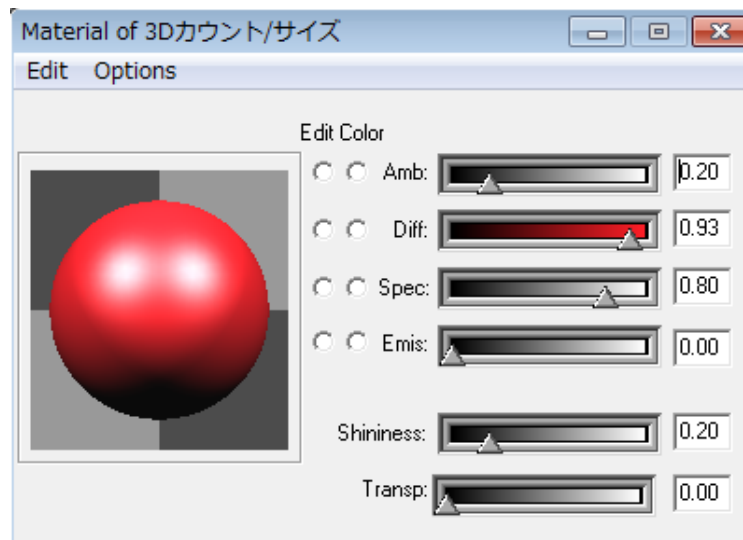 Material of 3Dカウント/サイズ
Edit Options
Edit Color
Amb: 0.20
Diff: 0.93
Spec: 0.80
Emis: 0.00
Shininess: 0.20
Transp: 0.00